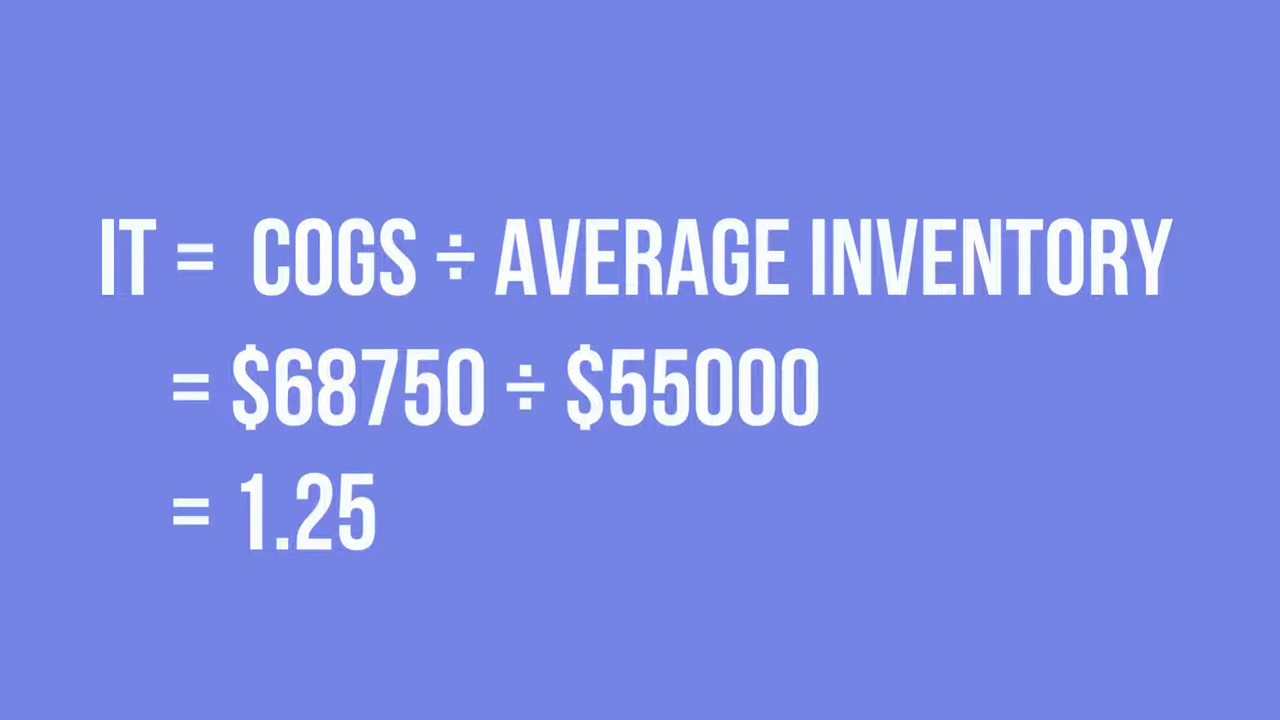 IT = COGS ÷ AVERAGE INVENTORY
= $68750 ÷ $55000
= 1.25